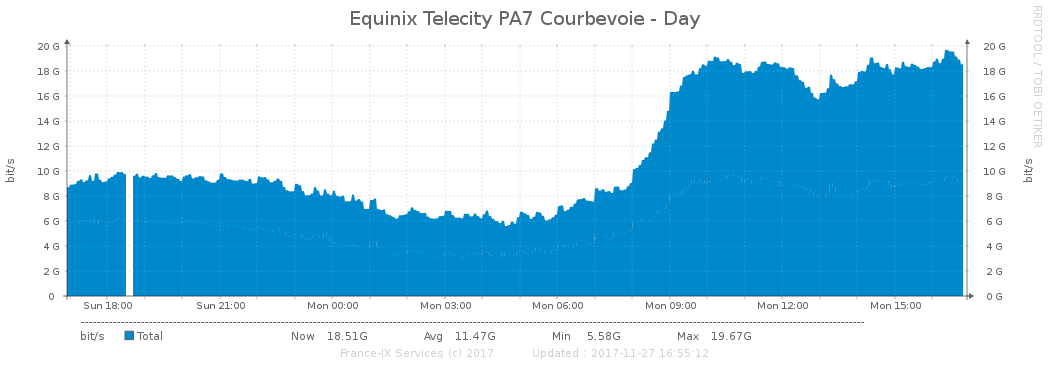 Equinix Telecity PA7 Courbevoie - Day
RRDTOOL / TOBI OETIKER
bit/s
20 G 20 G
18 G 18 G
16 G 16 G
14 G 14 G
12 G 12 G
10 G 10 G
8 G 8 G
6 G 6 G
4 G 4 G
2 G 2 G
0 0 G
bit/s
Sun 18:00 Sun 21:00 Mon 00:00 Mon 03:00 Mon 06:00 Mon 09:00 Mon 12:00 Mon 15:00
bit/s Total Now 18.51G Avg 11.47G Min 5.58G Max 19.67G
France-IX Services (c) 2017 Updated : 2017-11-27 16:55:12